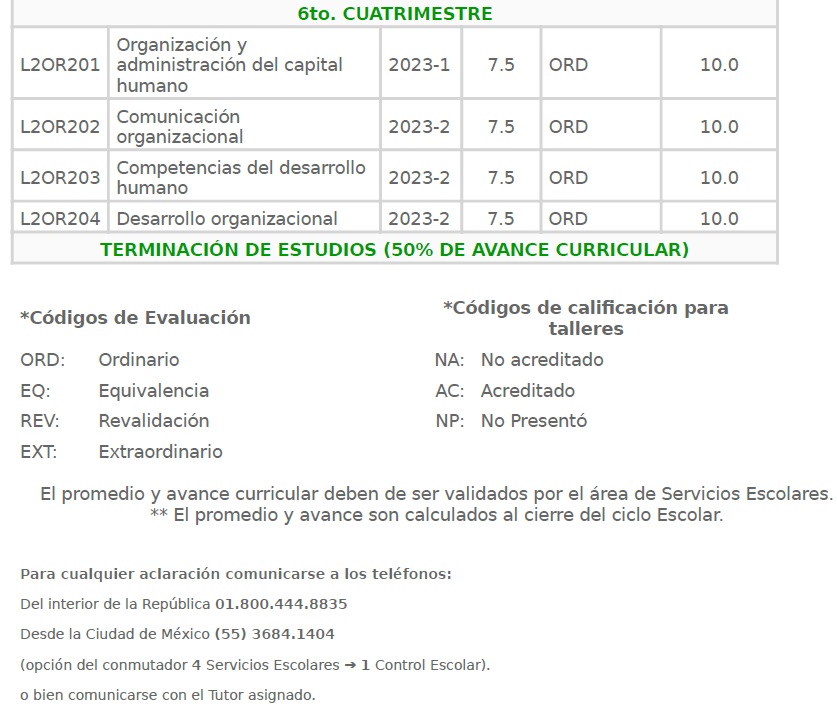 6to. CUATRIMESTRE
L2OR201 Organización y administración del capital humano 2023-1 7.5 ORD 10.0
L2OR202 Comunicación organizacional 2023-2 7.5 ORD 10.0
L2OR203 Competencias del desarrollo humano 2023-2 7.5 ORD 10.0
L2OR204 Desarrollo organizacional 2023-2 7.5 ORD 10.0
TERMINACIÓN DE ESTUDIOS (50% DE AVANCE CURRICULAR)
*Códigos de Evaluación
ORD: Ordinario
EQ: Equivalencia
REV: Revalidación
EXT: Extraordinario
*Códigos de calificación para
talleres
NA: No acreditado
AC: Acreditado
NP: No Presentó
El promedio y avance curricular deben de ser validados por el área de Servicios Escolares.
** El promedio y avance son calculados al cierre del ciclo Escolar.
Para cualquier aclaración comunicarse a los teléfonos:
Del interior de la República 01.800.444.8835
Desde la Ciudad de México (55) 3684.1404
(opción del conmutador 4 Servicios Escolares ➔ 1 Control Escolar).
o bien comunicarse con el Tutor asignado.